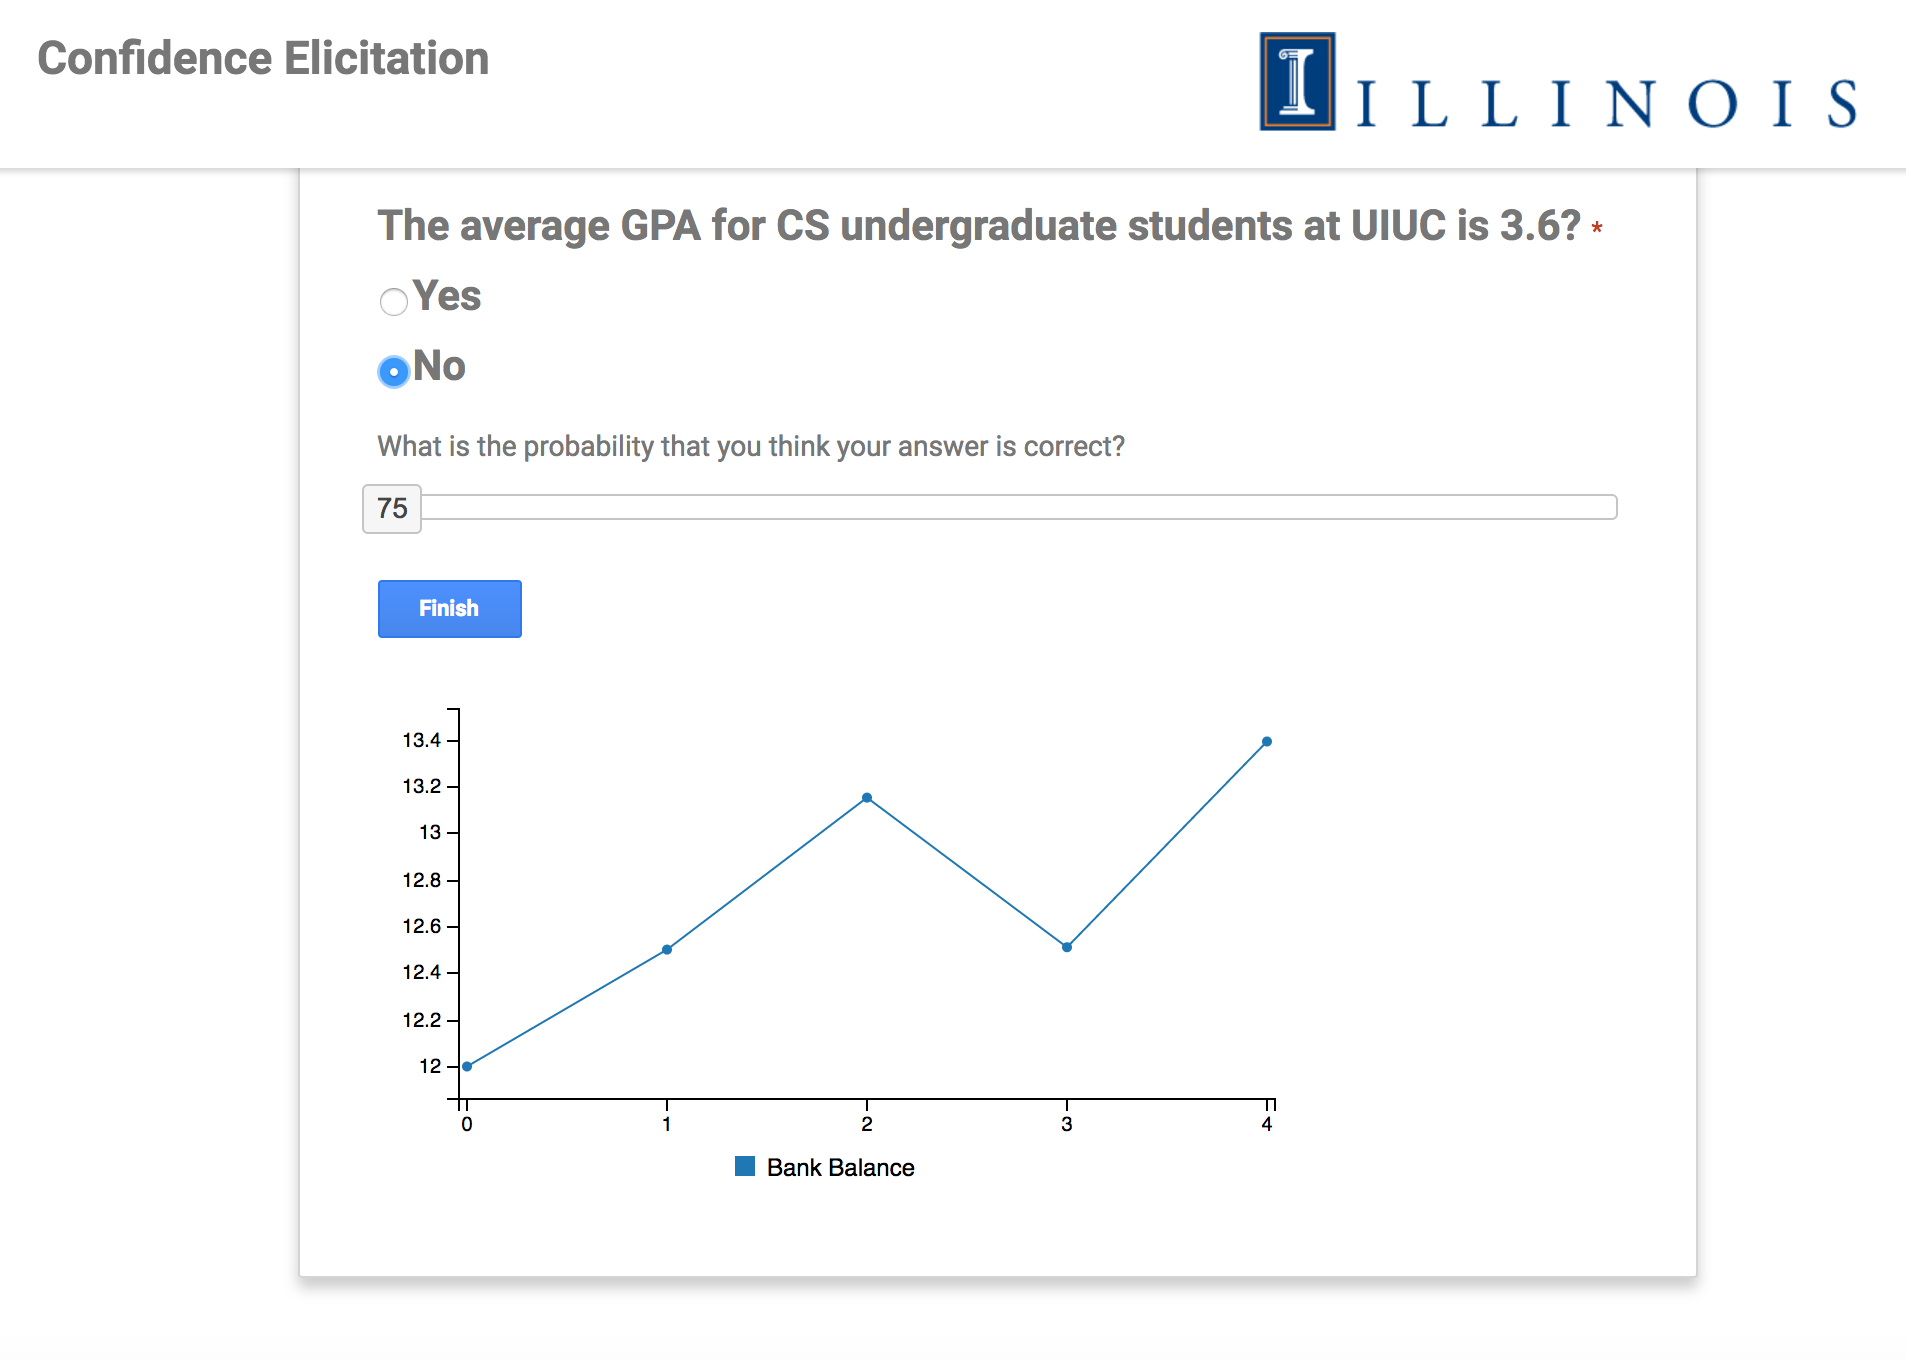 Confidence Elicitation
I ILLINOIS
The average GPA for CS undergraduate students at UIUC is 3.6? *
Yes
No
What is the probability that you think your answer is correct?
75
Finish
13.4
13.2
13
12.8
12.6
12.4
12.2
12
0 1 2 3 4
Bank Balance